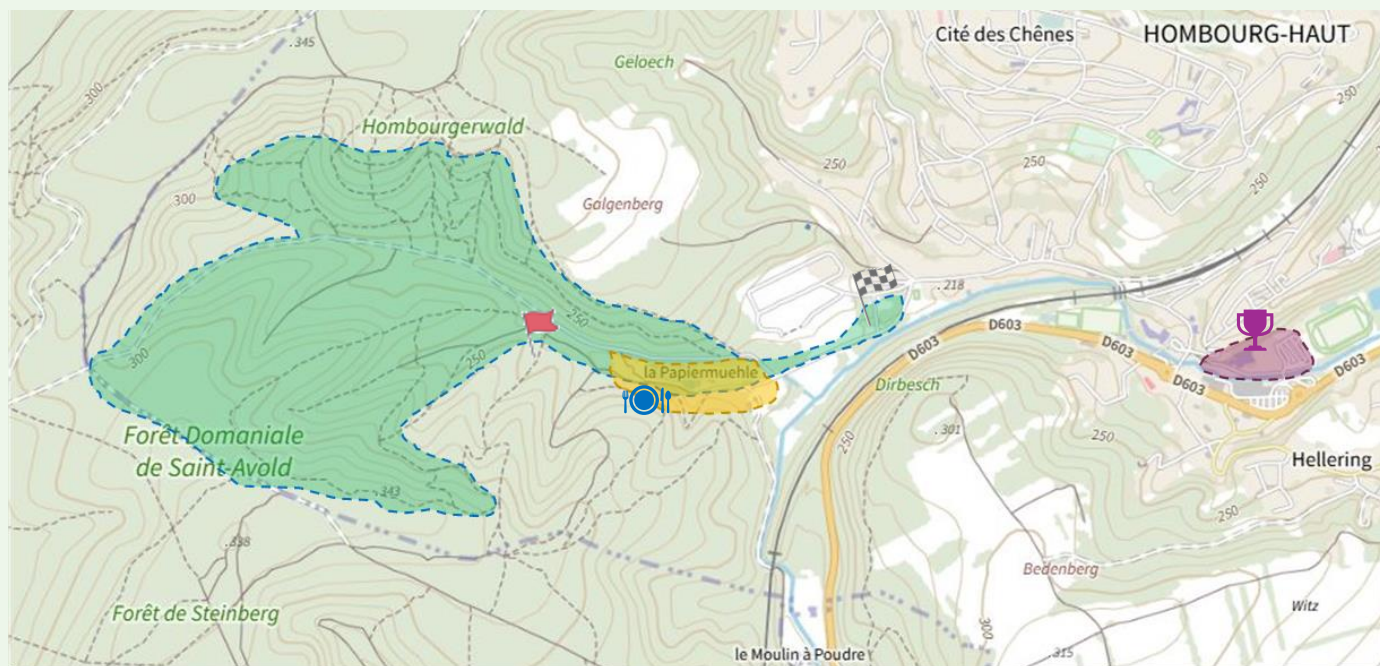 Cité des Chênes
HOMBOURG-HAUT
.345
Geloech
300
250
Hombourgerwald
250
250
300
Galgenberg
250
.218
250
D603
D603
D603
D603
D603
300
250
la Papiermuehle
Dirbesch
250
.301
250
Forêt Domaniale
de Saint-Avold
Hellering
.343
250
.338
Bedenberg
Forêt de Steinberg
Witz
300
.315
le Moulin à Poudre